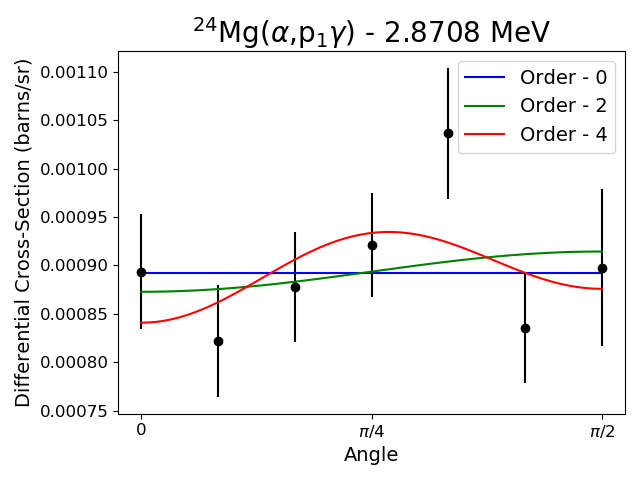 ²⁴Mg(α,p₁γ) - 2.8708 MeV
Differential Cross-Section (barns/sr)
0.00110
0.00105
0.00100
0.00095
0.00090
0.00085
0.00080
0.00075
Order - 0
Order - 2
Order - 4
0
π/4
π/2
Angle